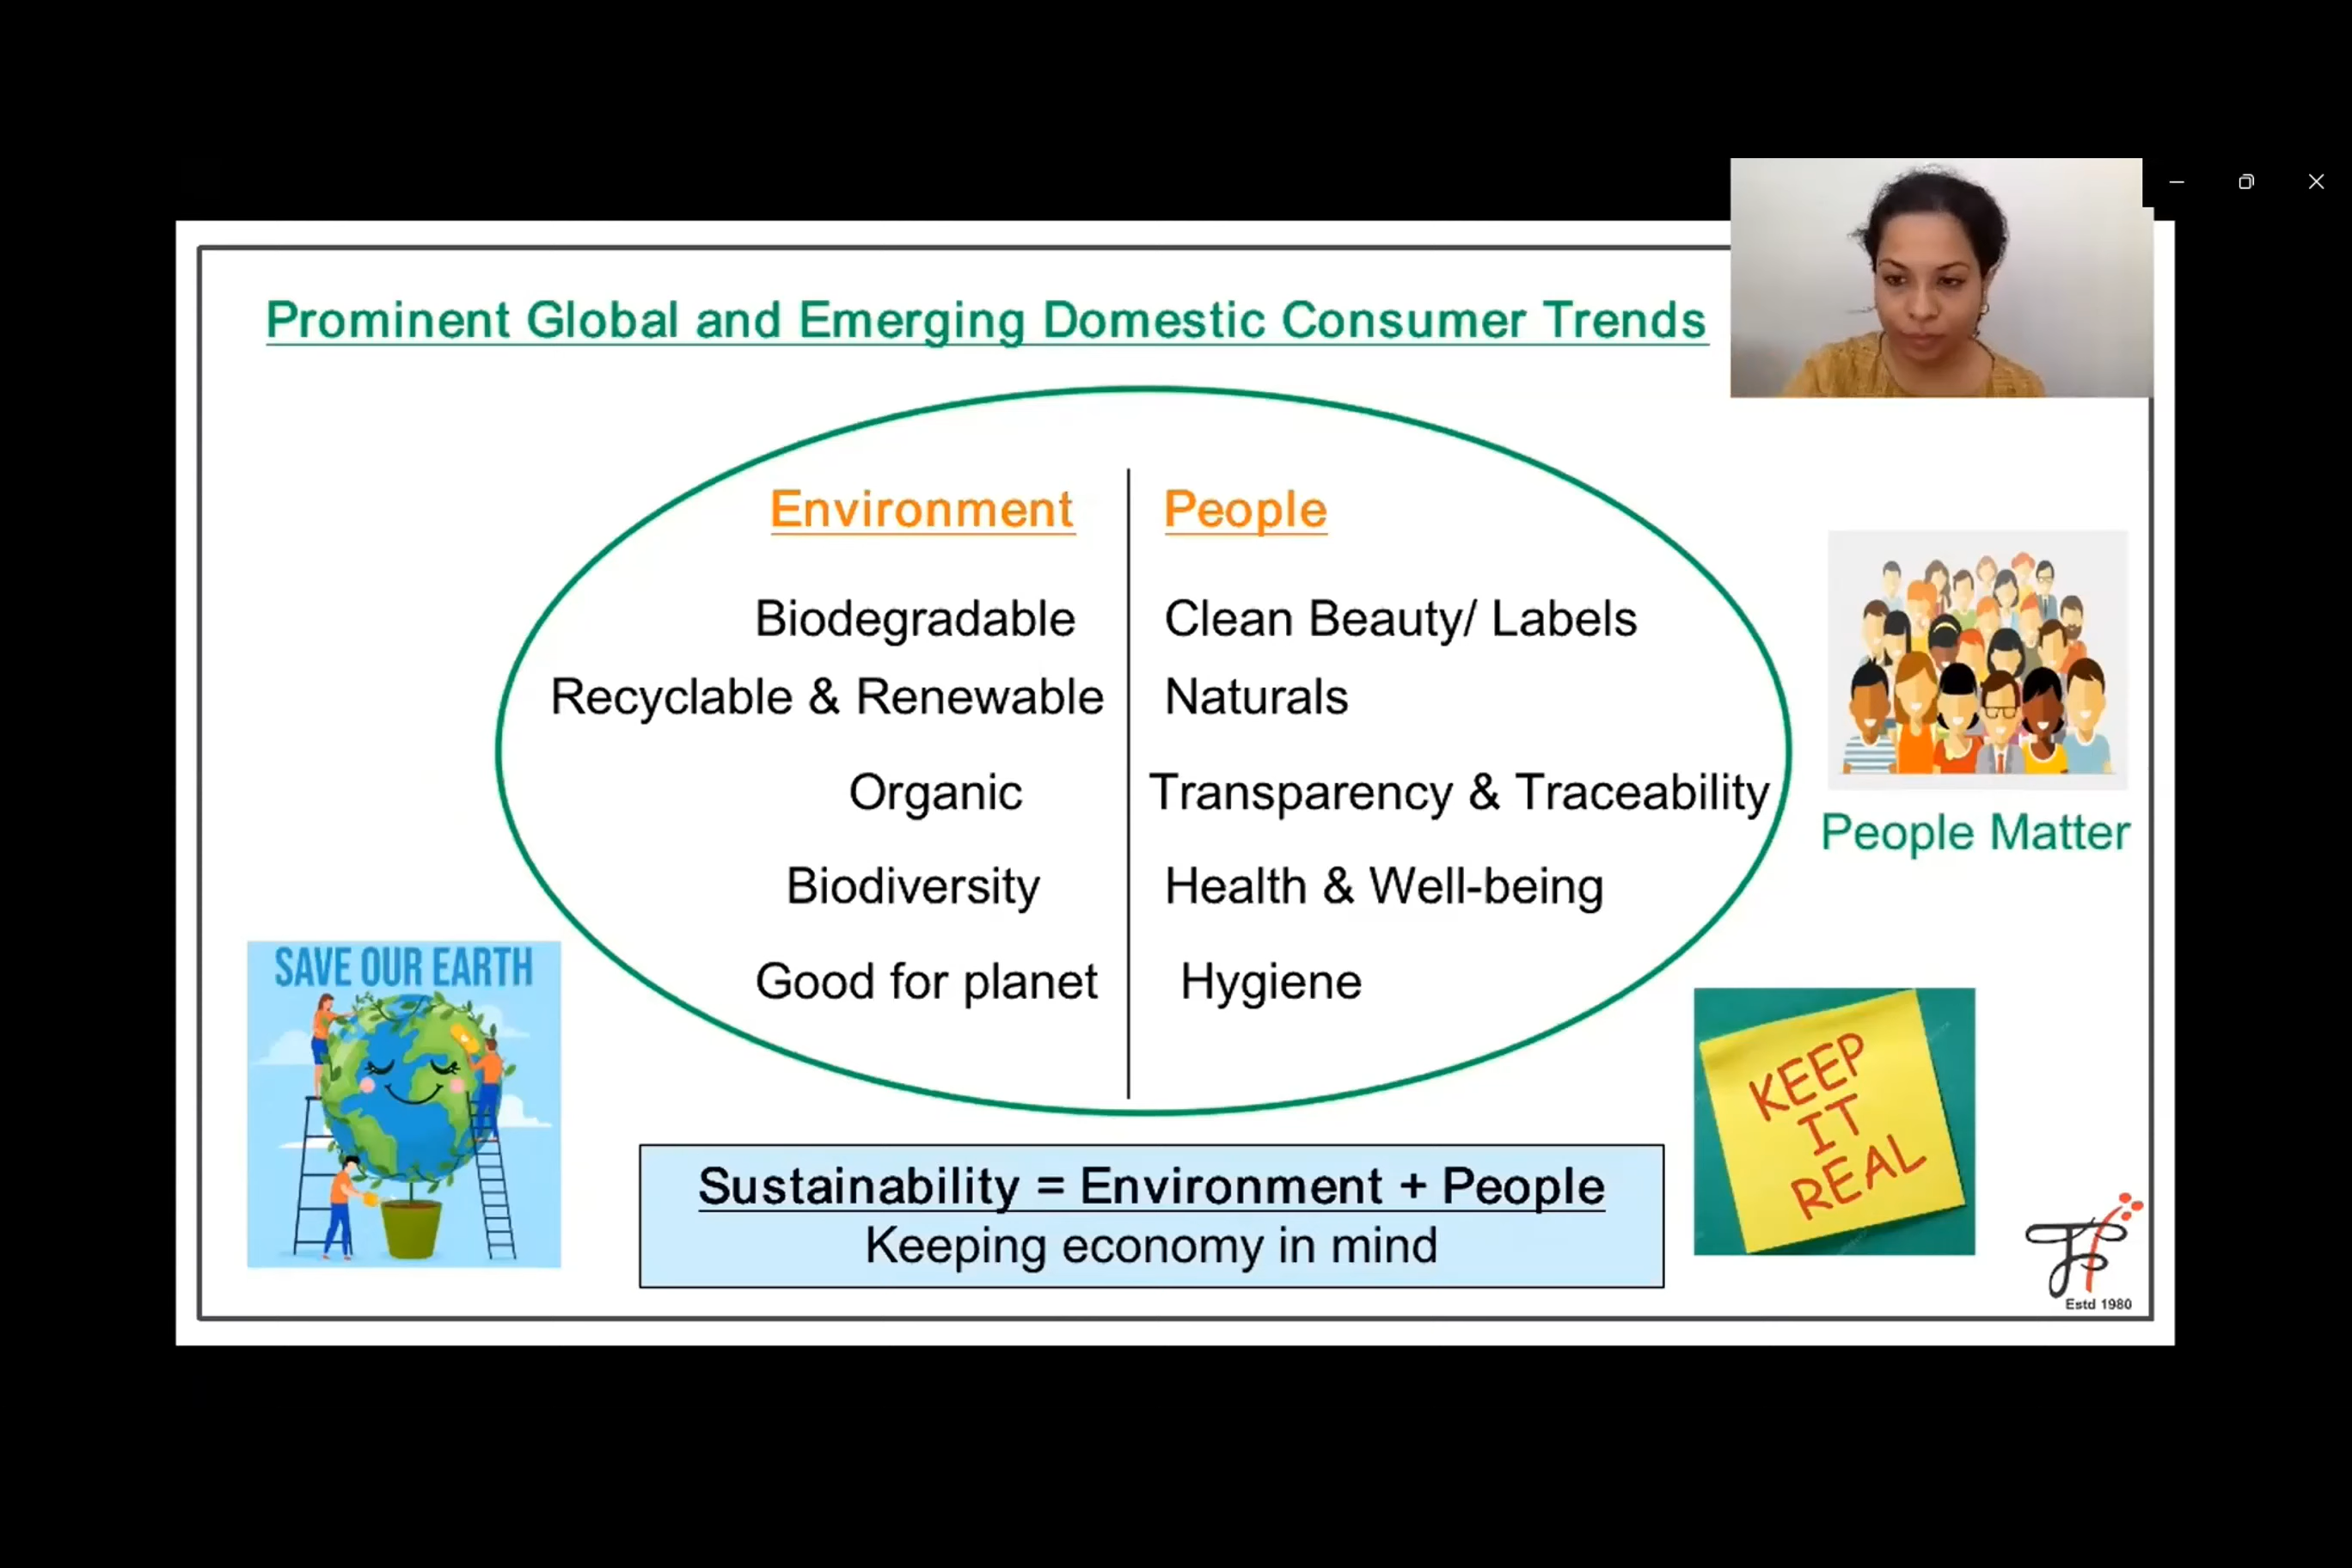 Prominent Global and Emerging Domestic Consumer Trends
Environment
Biodegradable
Recyclable & Renewable
Organic
Biodiversity
Good for planet
People
Clean Beauty/ Labels
Naturals
Transparency & Traceability
Health & Well-being
Hygiene
People Matter
SAVE OUR EARTH
Sustainability = Environment + People
Keeping economy in mind
KEEP
IT
REAL
Estd 1980